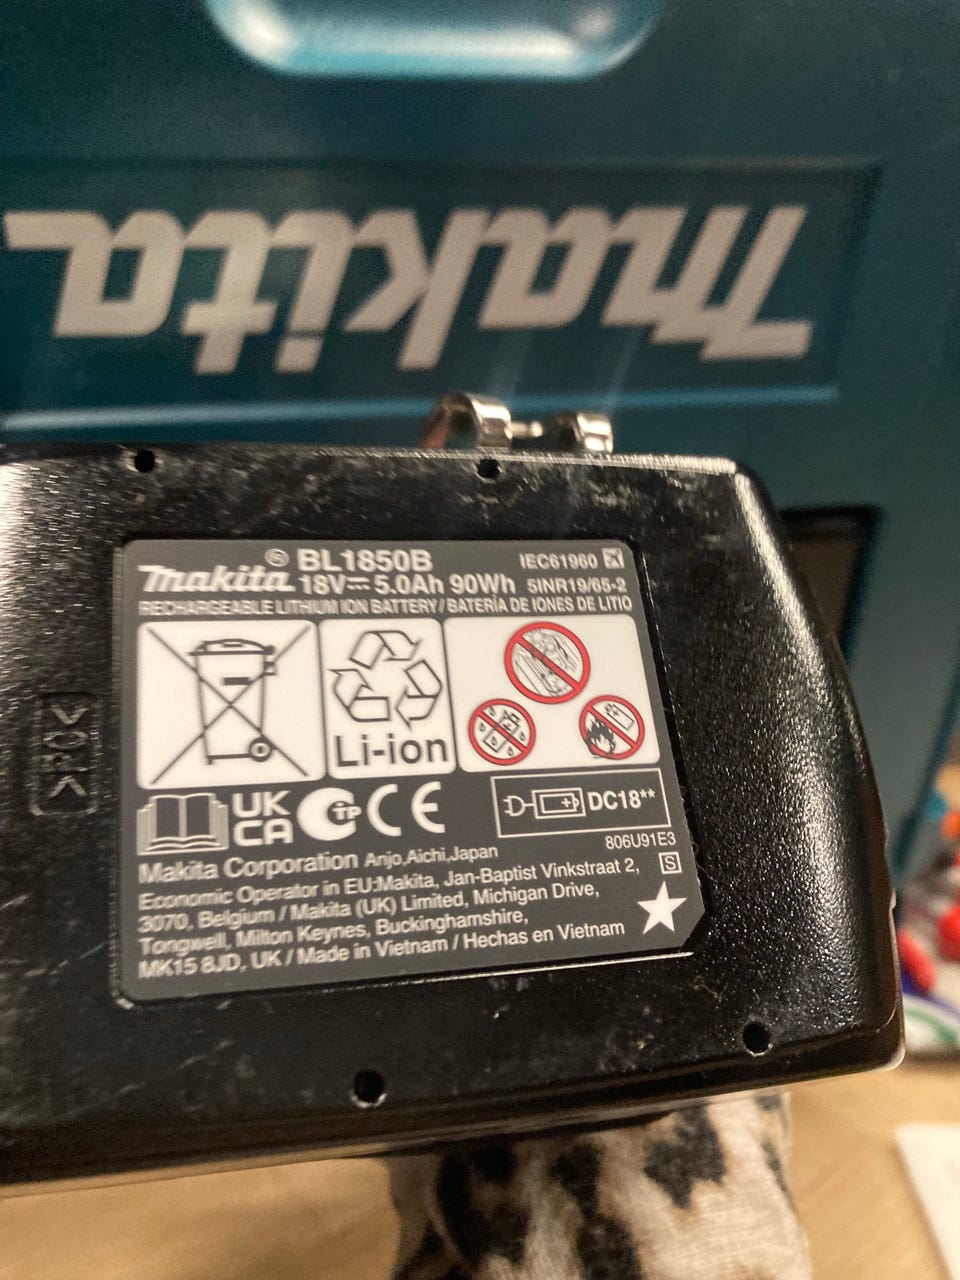 makita
makita® BL1850B IEC61960
18V 5.0Ah 90Wh 5INR19/65-2
RECHARGEABLE LITHIUM ION BATTERY / BATERÍA DE IONES DE LITIO
Li-ion
UK
CA
CE
DC18**
806U91E3
Makita Corporation Anjo,Aichi,Japan
S
Economic Operator in EU:Makita, Jan-Baptist Vinkstraat 2,
3070, Belgium / Makita (UK) Limited, Michigan Drive,
Tongwell, Milton Keynes, Buckinghamshire,
MK15 8JD, UK / Made in Vietnam / Hechas en Vietnam